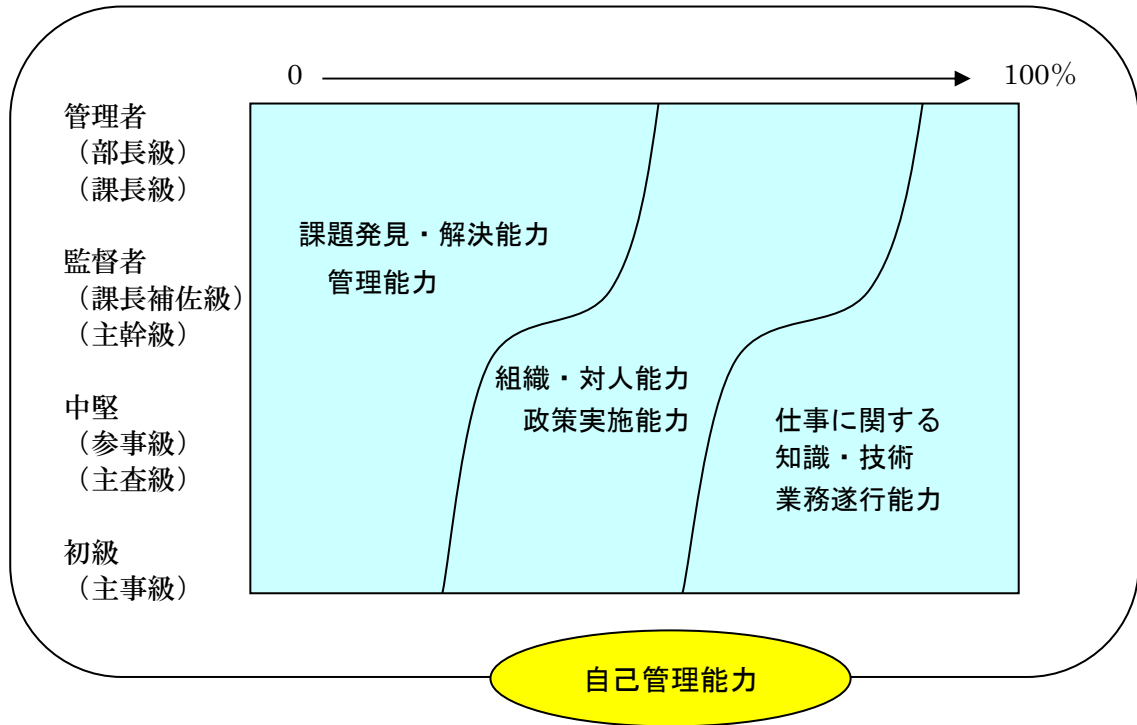 0
100%
管理者
（部長級）
（課長級）
監督者
（課長補佐級）
（主幹級）
中堅
（参事級）
（主査級）
初級
（主事級）
課題発見・解決能力
管理能力
組織・対人能力
政策実施能力
仕事に関する
知識・技術
業務遂行能力
自己管理能力